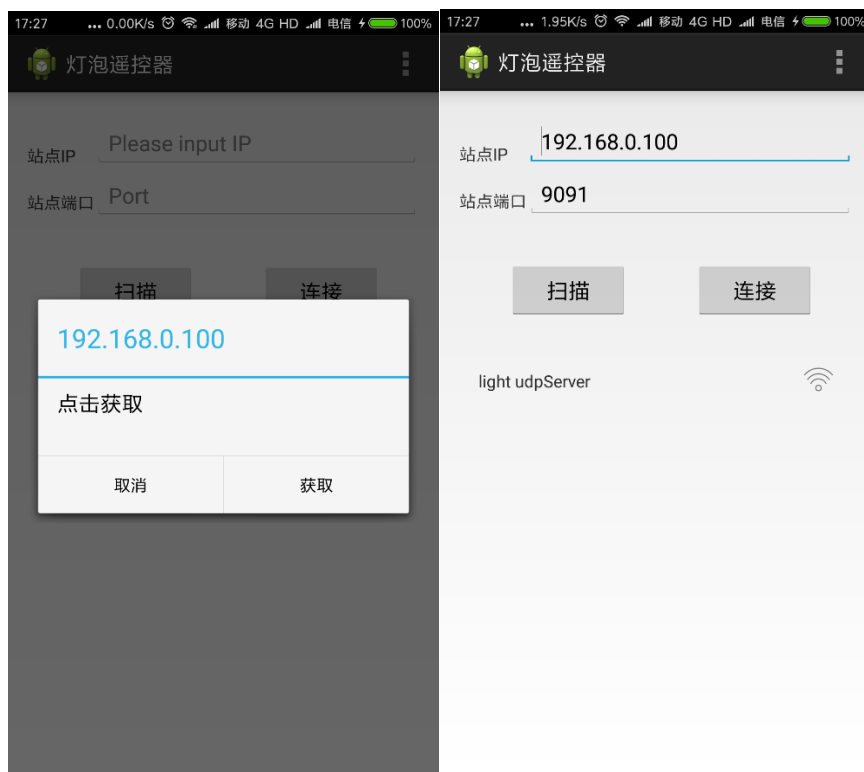 17:27 ... 0.00K/s 移动 4G HD 电信 100%
灯泡遥控器
站点IP Please input IP
站点端口 Port
扫描 连接
192.168.0.100
点击获取
取消 获取
17:27 ... 1.95K/s 移动 4G HD 电信 100%
灯泡遥控器
站点IP 192.168.0.100
站点端口 9091
扫描 连接
light udpServer